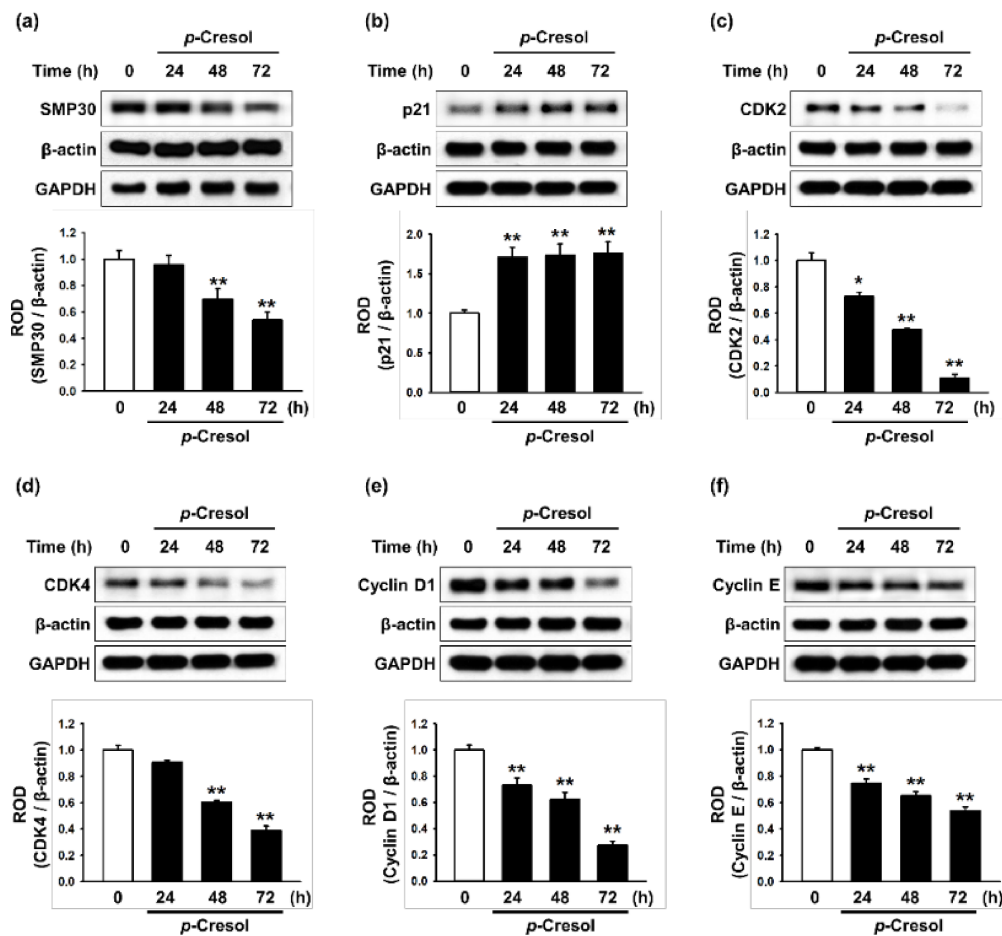 (a)
p-Cresol
Time (h) 0 24 48 72
SMP30
β-actin
GAPDH
ROD
(SMP30 / β-actin)
1.2
1.0
0.8
0.6
0.4
0.2
0.0
**
**
0 24 48 72 (h)
p-Cresol
(b)
p-Cresol
Time (h) 0 24 48 72
p21
β-actin
GAPDH
ROD
(p21 / β-actin)
2.0
1.5
1.0
0.5
0.0
** ** **
0 24 48 72 (h)
p-Cresol
(c)
p-Cresol
Time (h) 0 24 48 72
CDK2
β-actin
GAPDH
ROD
(CDK2 / β-actin)
1.2
1.0
0.8
0.6
0.4
0.2
0.0
*
**
**
0 24 48 72 (h)
p-Cresol
(d)
p-Cresol
Time (h) 0 24 48 72
CDK4
β-actin
GAPDH
ROD
(CDK4 / β-actin)
1.2
1.0
0.8
0.6
0.4
0.2
0.0
**
**
0 24 48 72 (h)
p-Cresol
(e)
p-Cresol
Time (h) 0 24 48 72
Cyclin D1
β-actin
GAPDH
ROD
(Cyclin D1 / β-actin)
1.2
1.0
0.8
0.6
0.4
0.2
0.0
**
**
**
0 24 48 72 (h)
p-Cresol
(f)
p-Cresol
Time (h) 0 24 48 72
Cyclin E
β-actin
GAPDH
ROD
(Cyclin E / β-actin)
1.2
1.0
0.8
0.6
0.4
0.2
0.0
**
**
**
0 24 48 72 (h)
p-Cresol